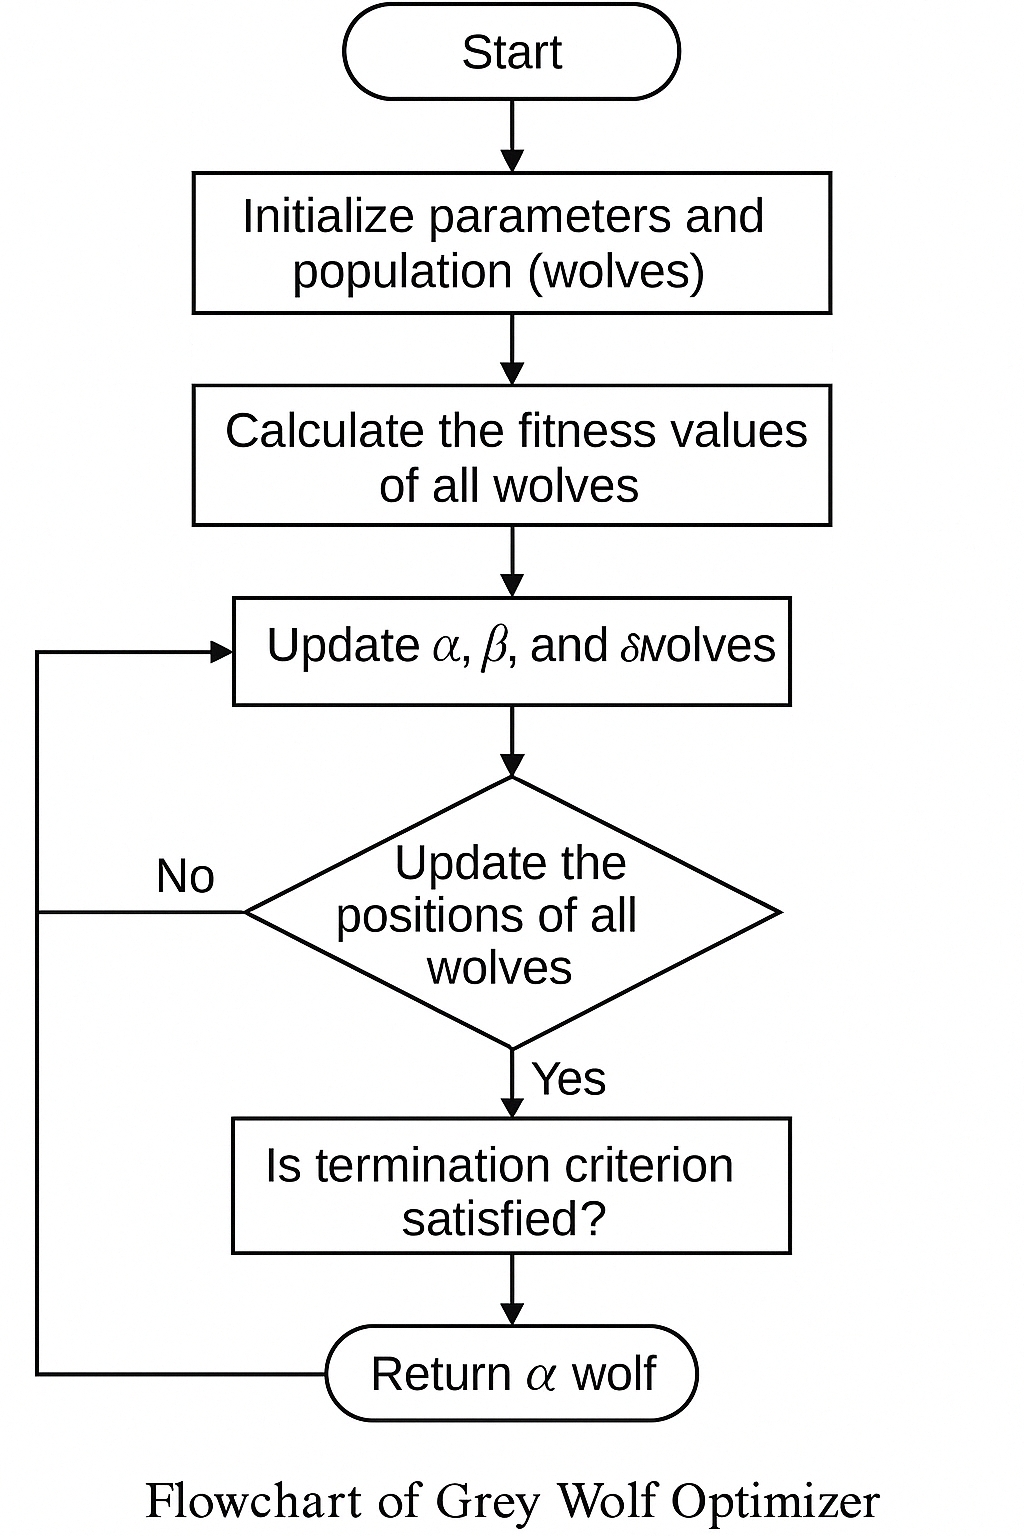 Start
Initialize parameters and
population (wolves)
Calculate the fitness values
of all wolves
Update α, β, and δwolves
Update the
positions of all
wolves
No
Yes
Is termination criterion
satisfied?
Return α wolf
Flowchart of Grey Wolf Optimizer